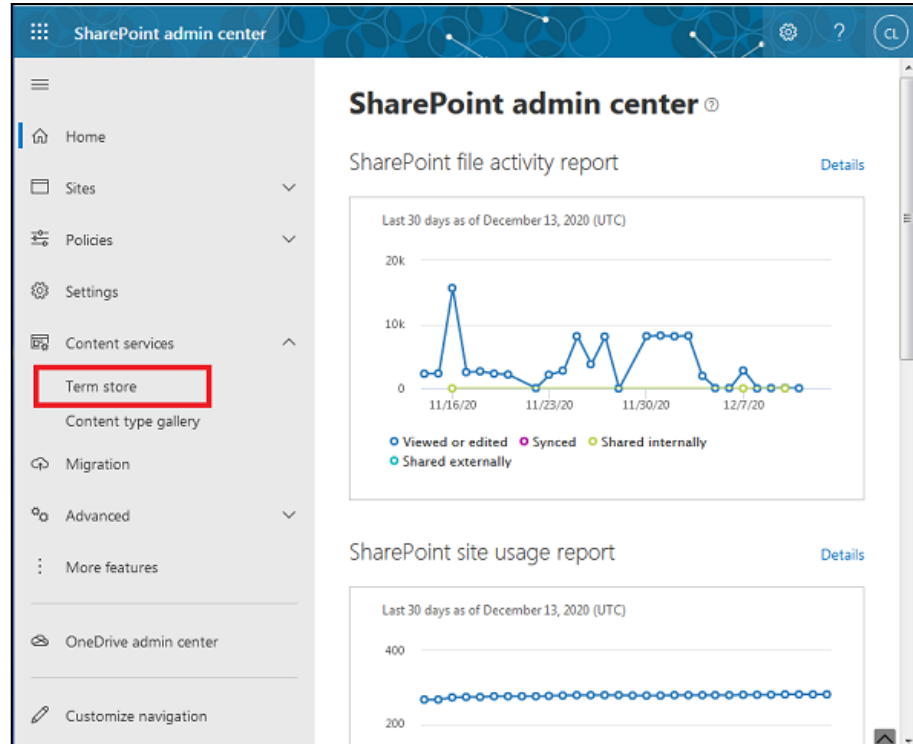 SharePoint admin center
?
CL
Home
Sites
Policies
Settings
Content services
Term store
Content type gallery
Migration
Advanced
More features
OneDrive admin center
Customize navigation
SharePoint admin center
SharePoint file activity report
Details
Last 30 days as of December 13, 2020 (UTC)
20k
10k
0
11/16/20 11/23/20 11/30/20 12/7/20
Viewed or edited Synced Shared internally
Shared externally
SharePoint site usage report
Details
Last 30 days as of December 13, 2020 (UTC)
400
200